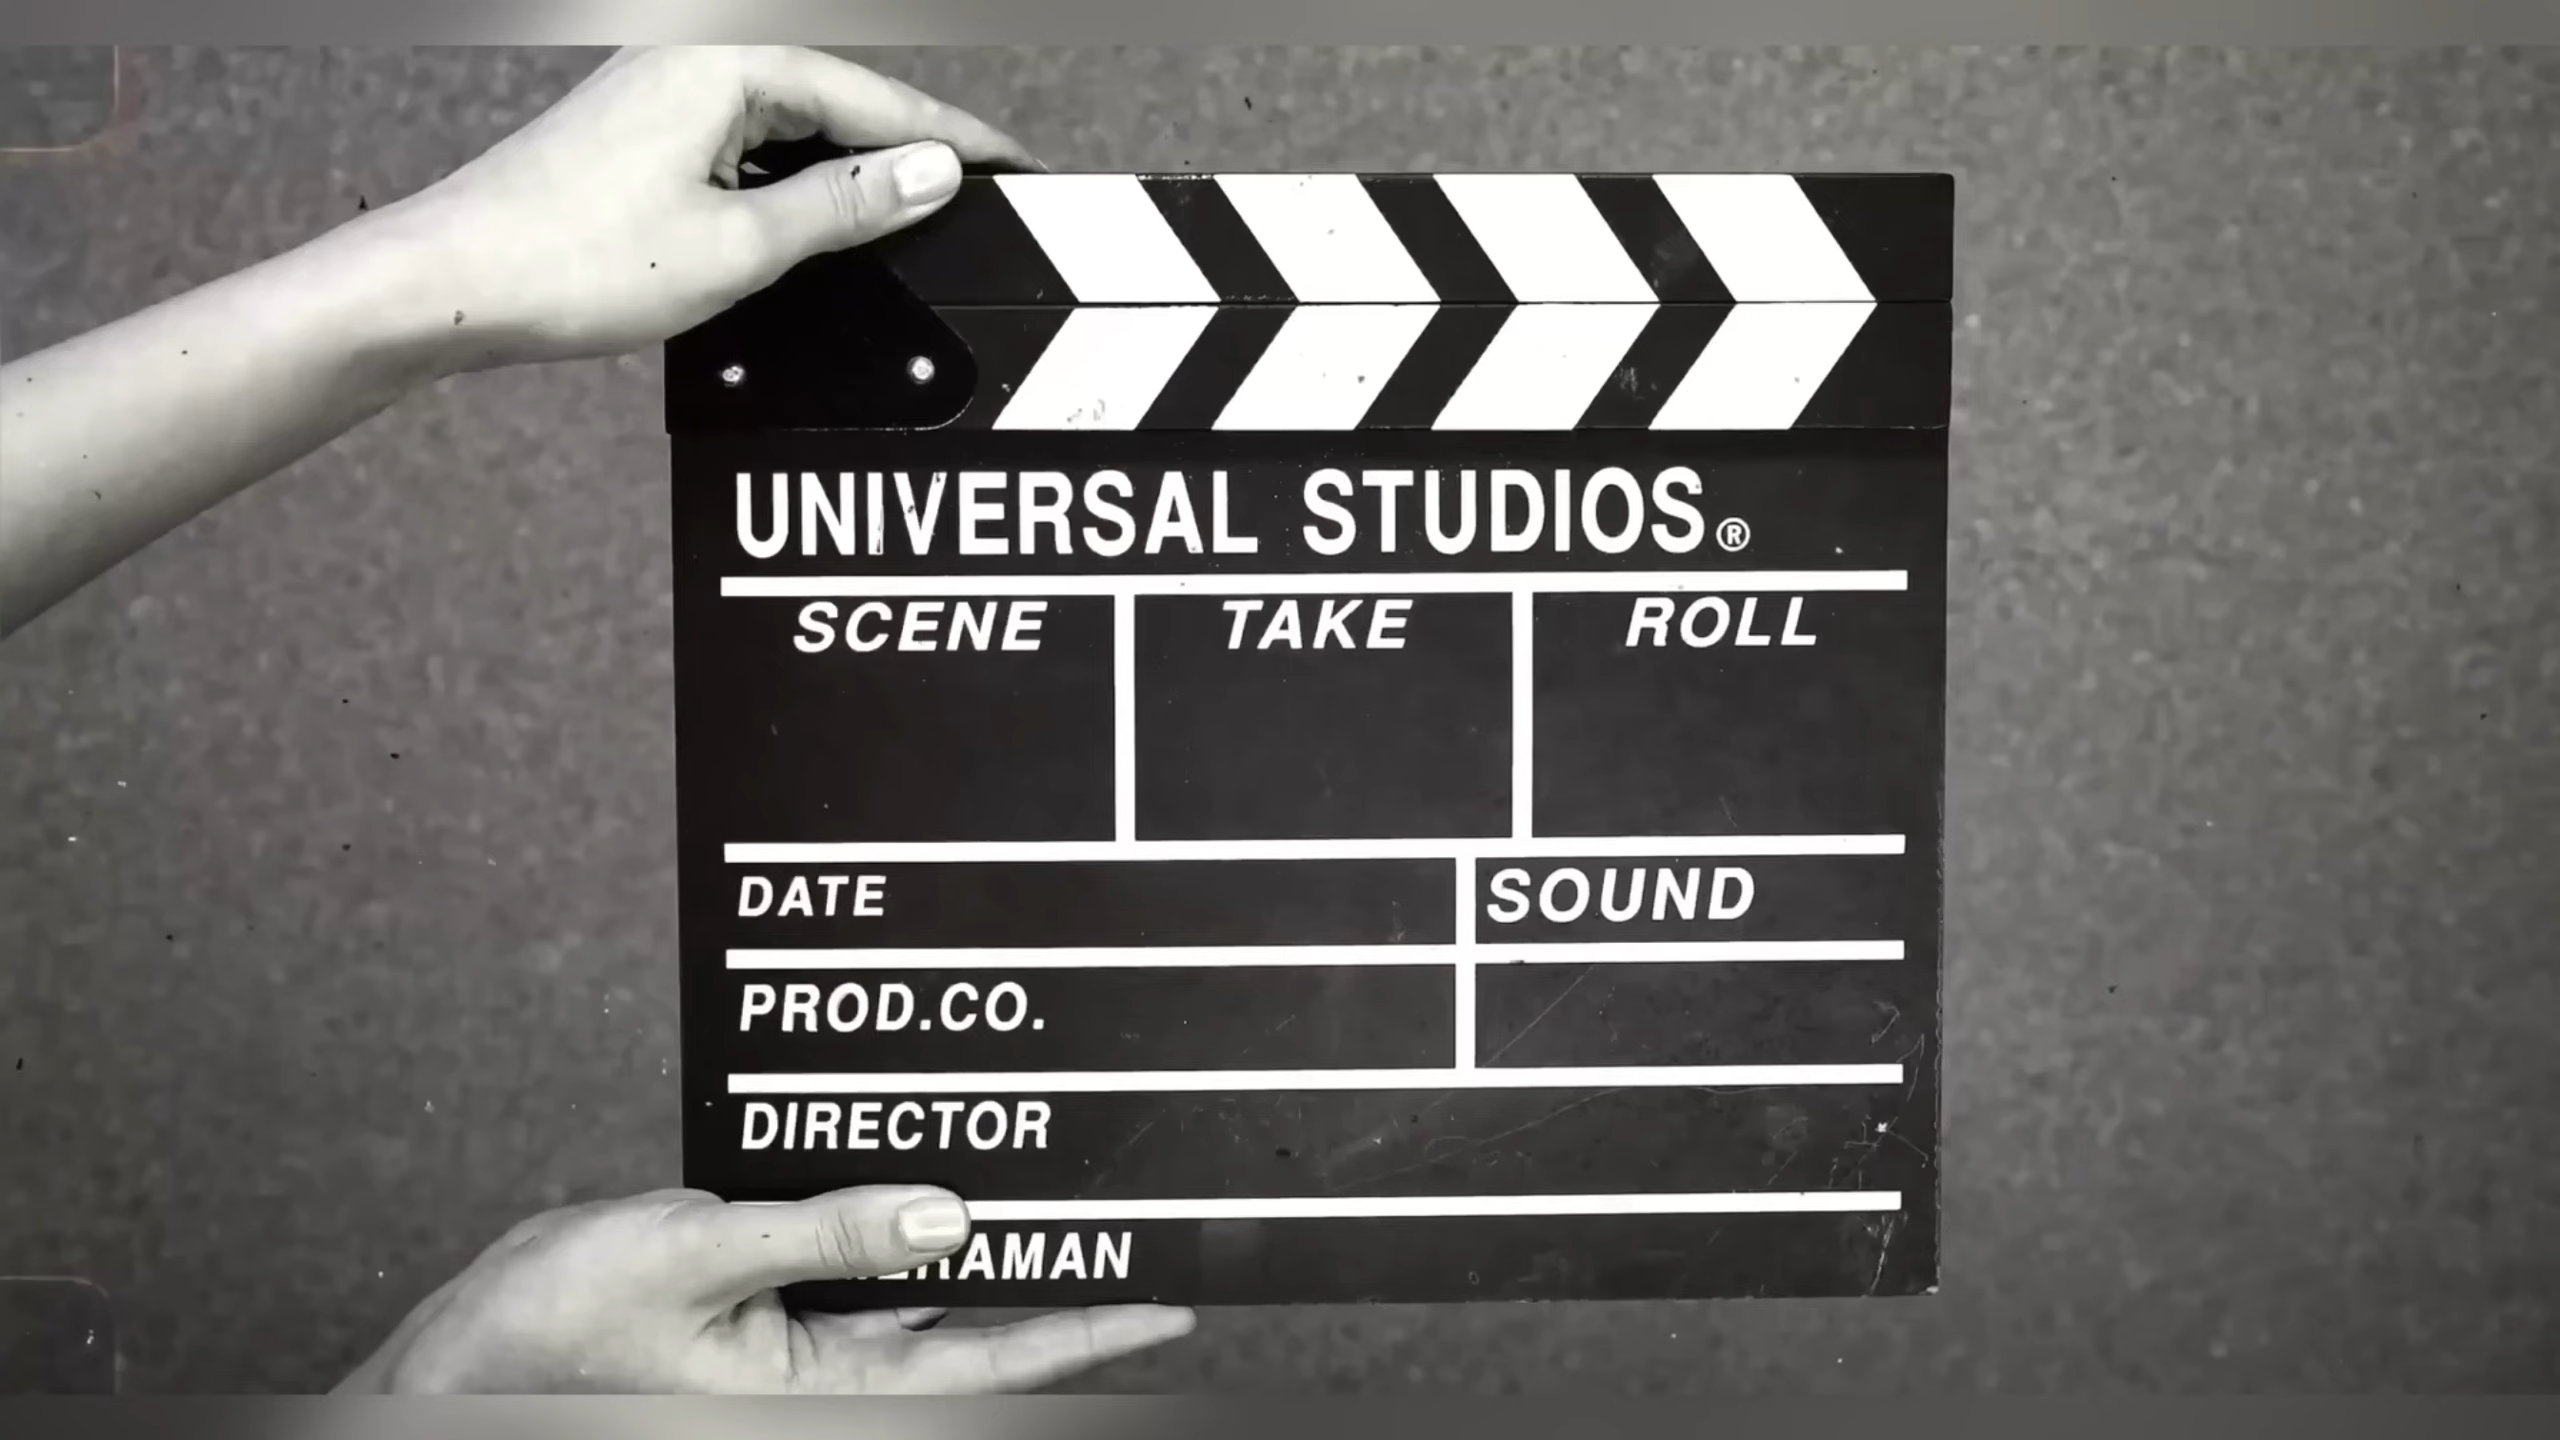 UNIVERSAL STUDIOS®
SCENE TAKE ROLL
DATE SOUND
PROD.CO.
DIRECTOR